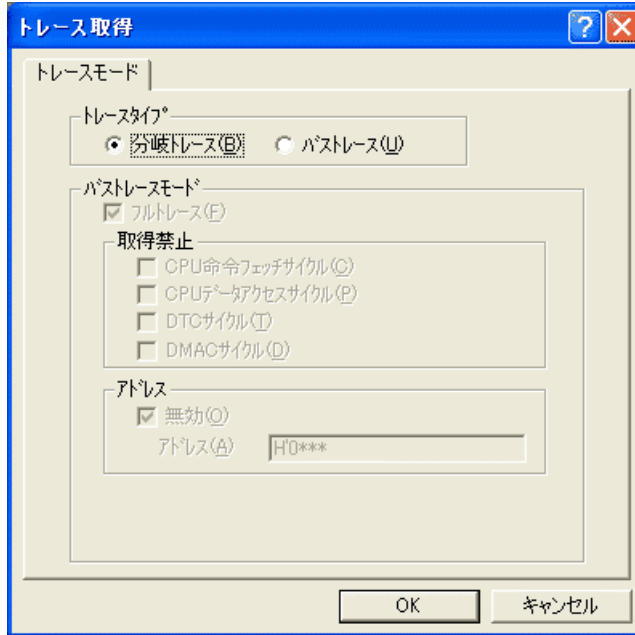 トレース取得
トレースモード
トレースタイプ
分岐トレース(B) バストレース(U)
バストレースモード
フルトレース(F)
取得禁止
CPU命令フェッチサイクル(C)
CPUデータアクセスサイクル(P)
DTCサイクル(T)
DMACサイクル(D)
アドレス
無効(O)
アドレス(A) H'0***
OK キャンセル